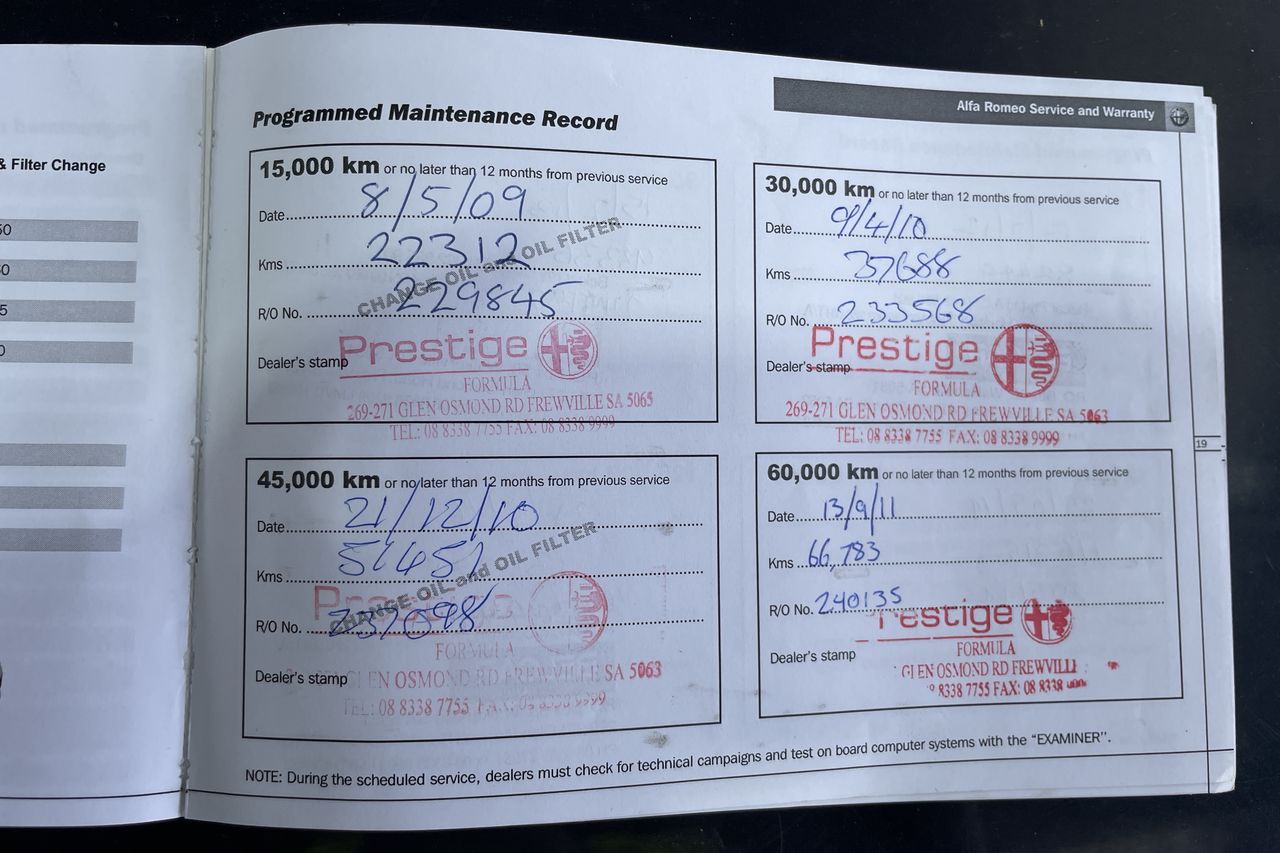 & Filter Change
Alfa Romeo Service and Warranty
Programmed Maintenance Record
15,000 km or no later than 12 months from previous service
Date 8/5/09
Kms 22312
R/O No. 229845
CHANGE OIL and OIL FILTER
Dealer's stamp
Prestige
FORMULA
269-271 GLEN OSMOND RD FREWVILLE SA 5063
TEL: 08 8338 7755 FAX: 08 8338 9999
30,000 km or no later than 12 months from previous service
Date 9/4/10
Kms 37688
R/O No. 233568
Dealer's stamp
Prestige
FORMULA
269-271 GLEN OSMOND RD FREWVILLE SA 5063
TEL: 08 8338 7755 FAX: 08 8338 9999
45,000 km or no later than 12 months from previous service
Date 21/12/10
Kms 51451
R/O No. 237098
CHANGE OIL and OIL FILTER
Dealer's stamp
FORMULA
GLEN OSMOND RD FREWVILLE SA 5063
TEL: 08 8338 7755 FAX: 08 8338 9999
60,000 km or no later than 12 months from previous service
Date 13/9/11
Kms 66,783
R/O No. 240135
Dealer's stamp
restige
FORMULA
GLEN OSMOND RD FREWVILL
8338 7755 FAX: 08 8338
NOTE: During the scheduled service, dealers must check for technical campaigns and test on board computer systems with the "EXAMINER".
19